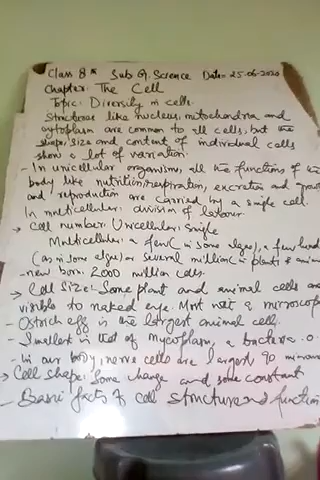 Class 8th Sub G. Science Date= 25.06-2020
Chapter: The Cell
Topic: Diversity in cells.
Structures like nucleus, mitochondria and
cytoplasm are common to all cells, but the
shape, size and content of individual cells
show a lot of variation.
- In unicellular organisms, all the functions of the
body like nutrition, respiration, excretion and growth
and reproduction are carried by a single cell.
In multicellular: division of labour
→ Cell number: Unicellular: Single
Multicellular: a few (in some algae), a few hund
(as in some algae) or several million (in plants & anim
- new born. 2000 million cells.
→ Cell Size: Some plant and animal cells are
visible to naked eye. Most need a microscop
- Ostrich egg is the largest animal cell.
- Smallest is that of mycoplasm, a bacteria. 0.
- In our body, nerve cells are largest, 90
→ Cell shape: Some change and some constant
- Basic facts of cell structure and function